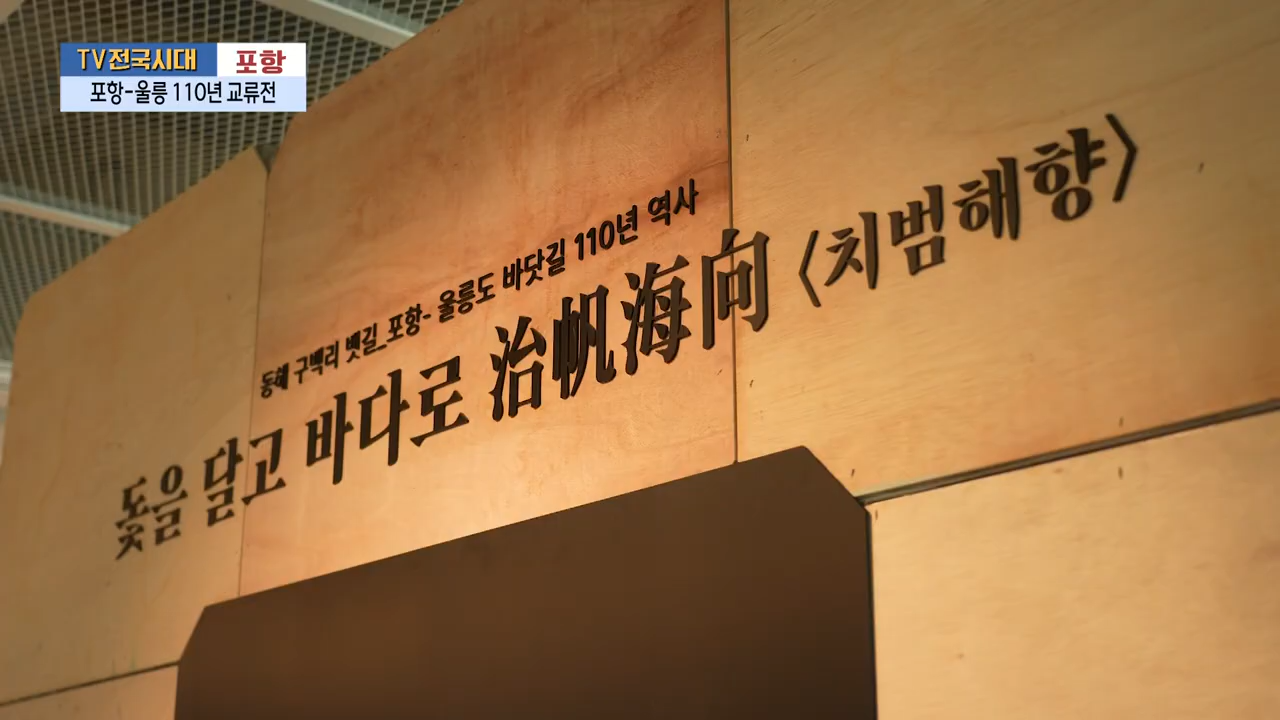 TV전국시대 포항
포항-울릉 110년 교류전
동해 구백리 뱃길_포항- 울릉도 바닷길 110년 역사
돛을 달고 바다로 治帆海向 <치범해향>